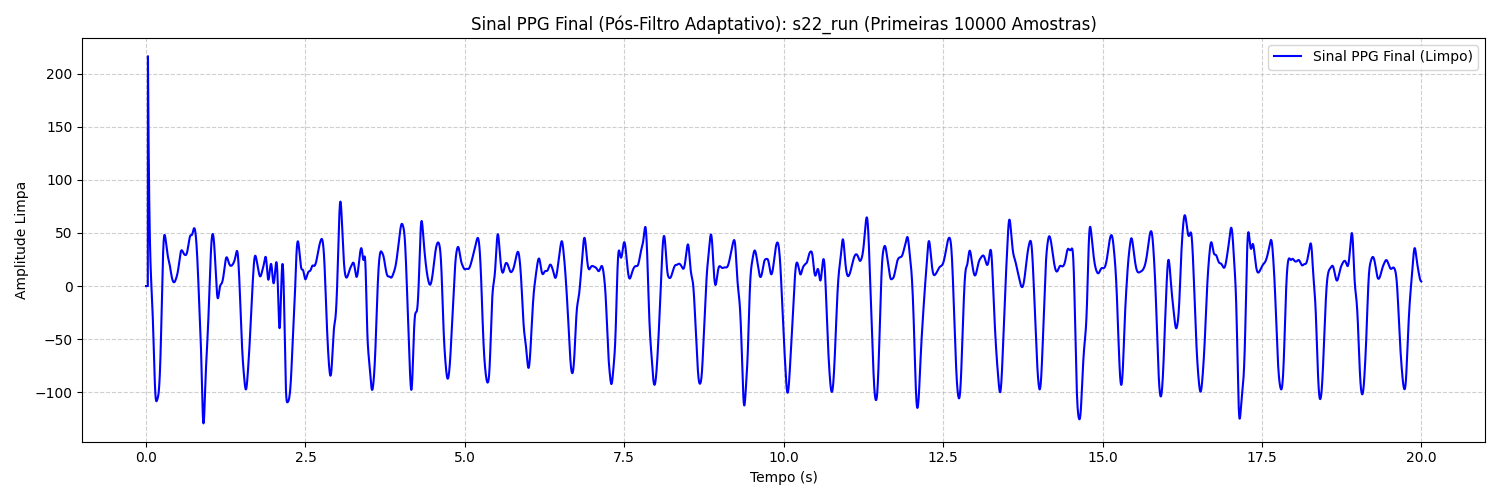 Sinal PPG Final (Pós-Filtro Adaptativo): s22_run (Primeiras 10000 Amostras)
Sinal PPG Final (Limpo)
Amplitude Limpa
200
150
100
50
0
−50
−100
0.0 2.5 5.0 7.5 10.0 12.5 15.0 17.5 20.0
Tempo (s)